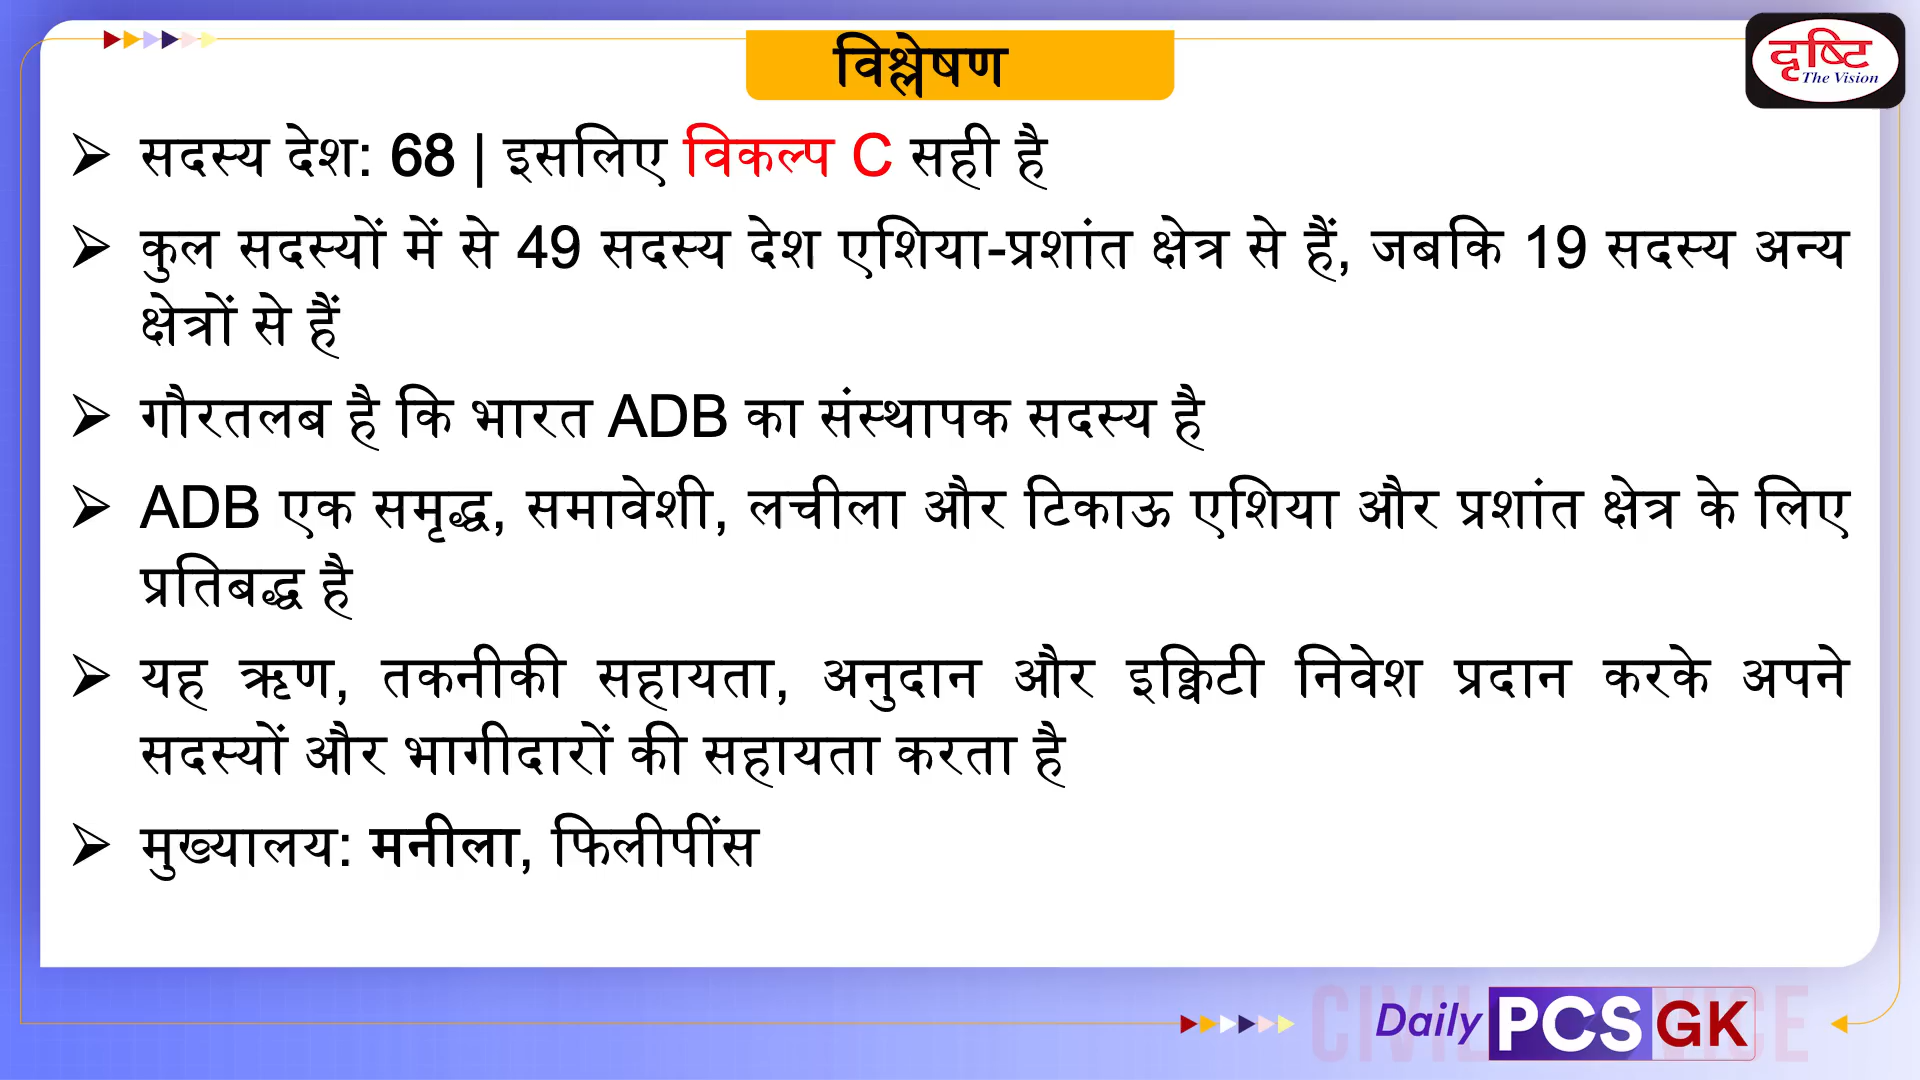 विश्लेषण
दृष्टि
The Vision
➢ सदस्य देश: 68 | इसलिए विकल्प C सही है
➢ कुल सदस्यों में से 49 सदस्य देश एशिया-प्रशांत क्षेत्र से हैं, जबकि 19 सदस्य अन्य
क्षेत्रों से हैं
➢ गौरतलब है कि भारत ADB का संस्थापक सदस्य है
➢ ADB एक समृद्ध, समावेशी, लचीला और टिकाऊ एशिया और प्रशांत क्षेत्र के लिए
प्रतिबद्ध है
➢ यह ऋण, तकनीकी सहायता, अनुदान और इक्विटी निवेश प्रदान करके अपने
सदस्यों और भागीदारों की सहायता करता है
➢ मुख्यालय: मनीला, फिलीपींस
Daily PCS GK